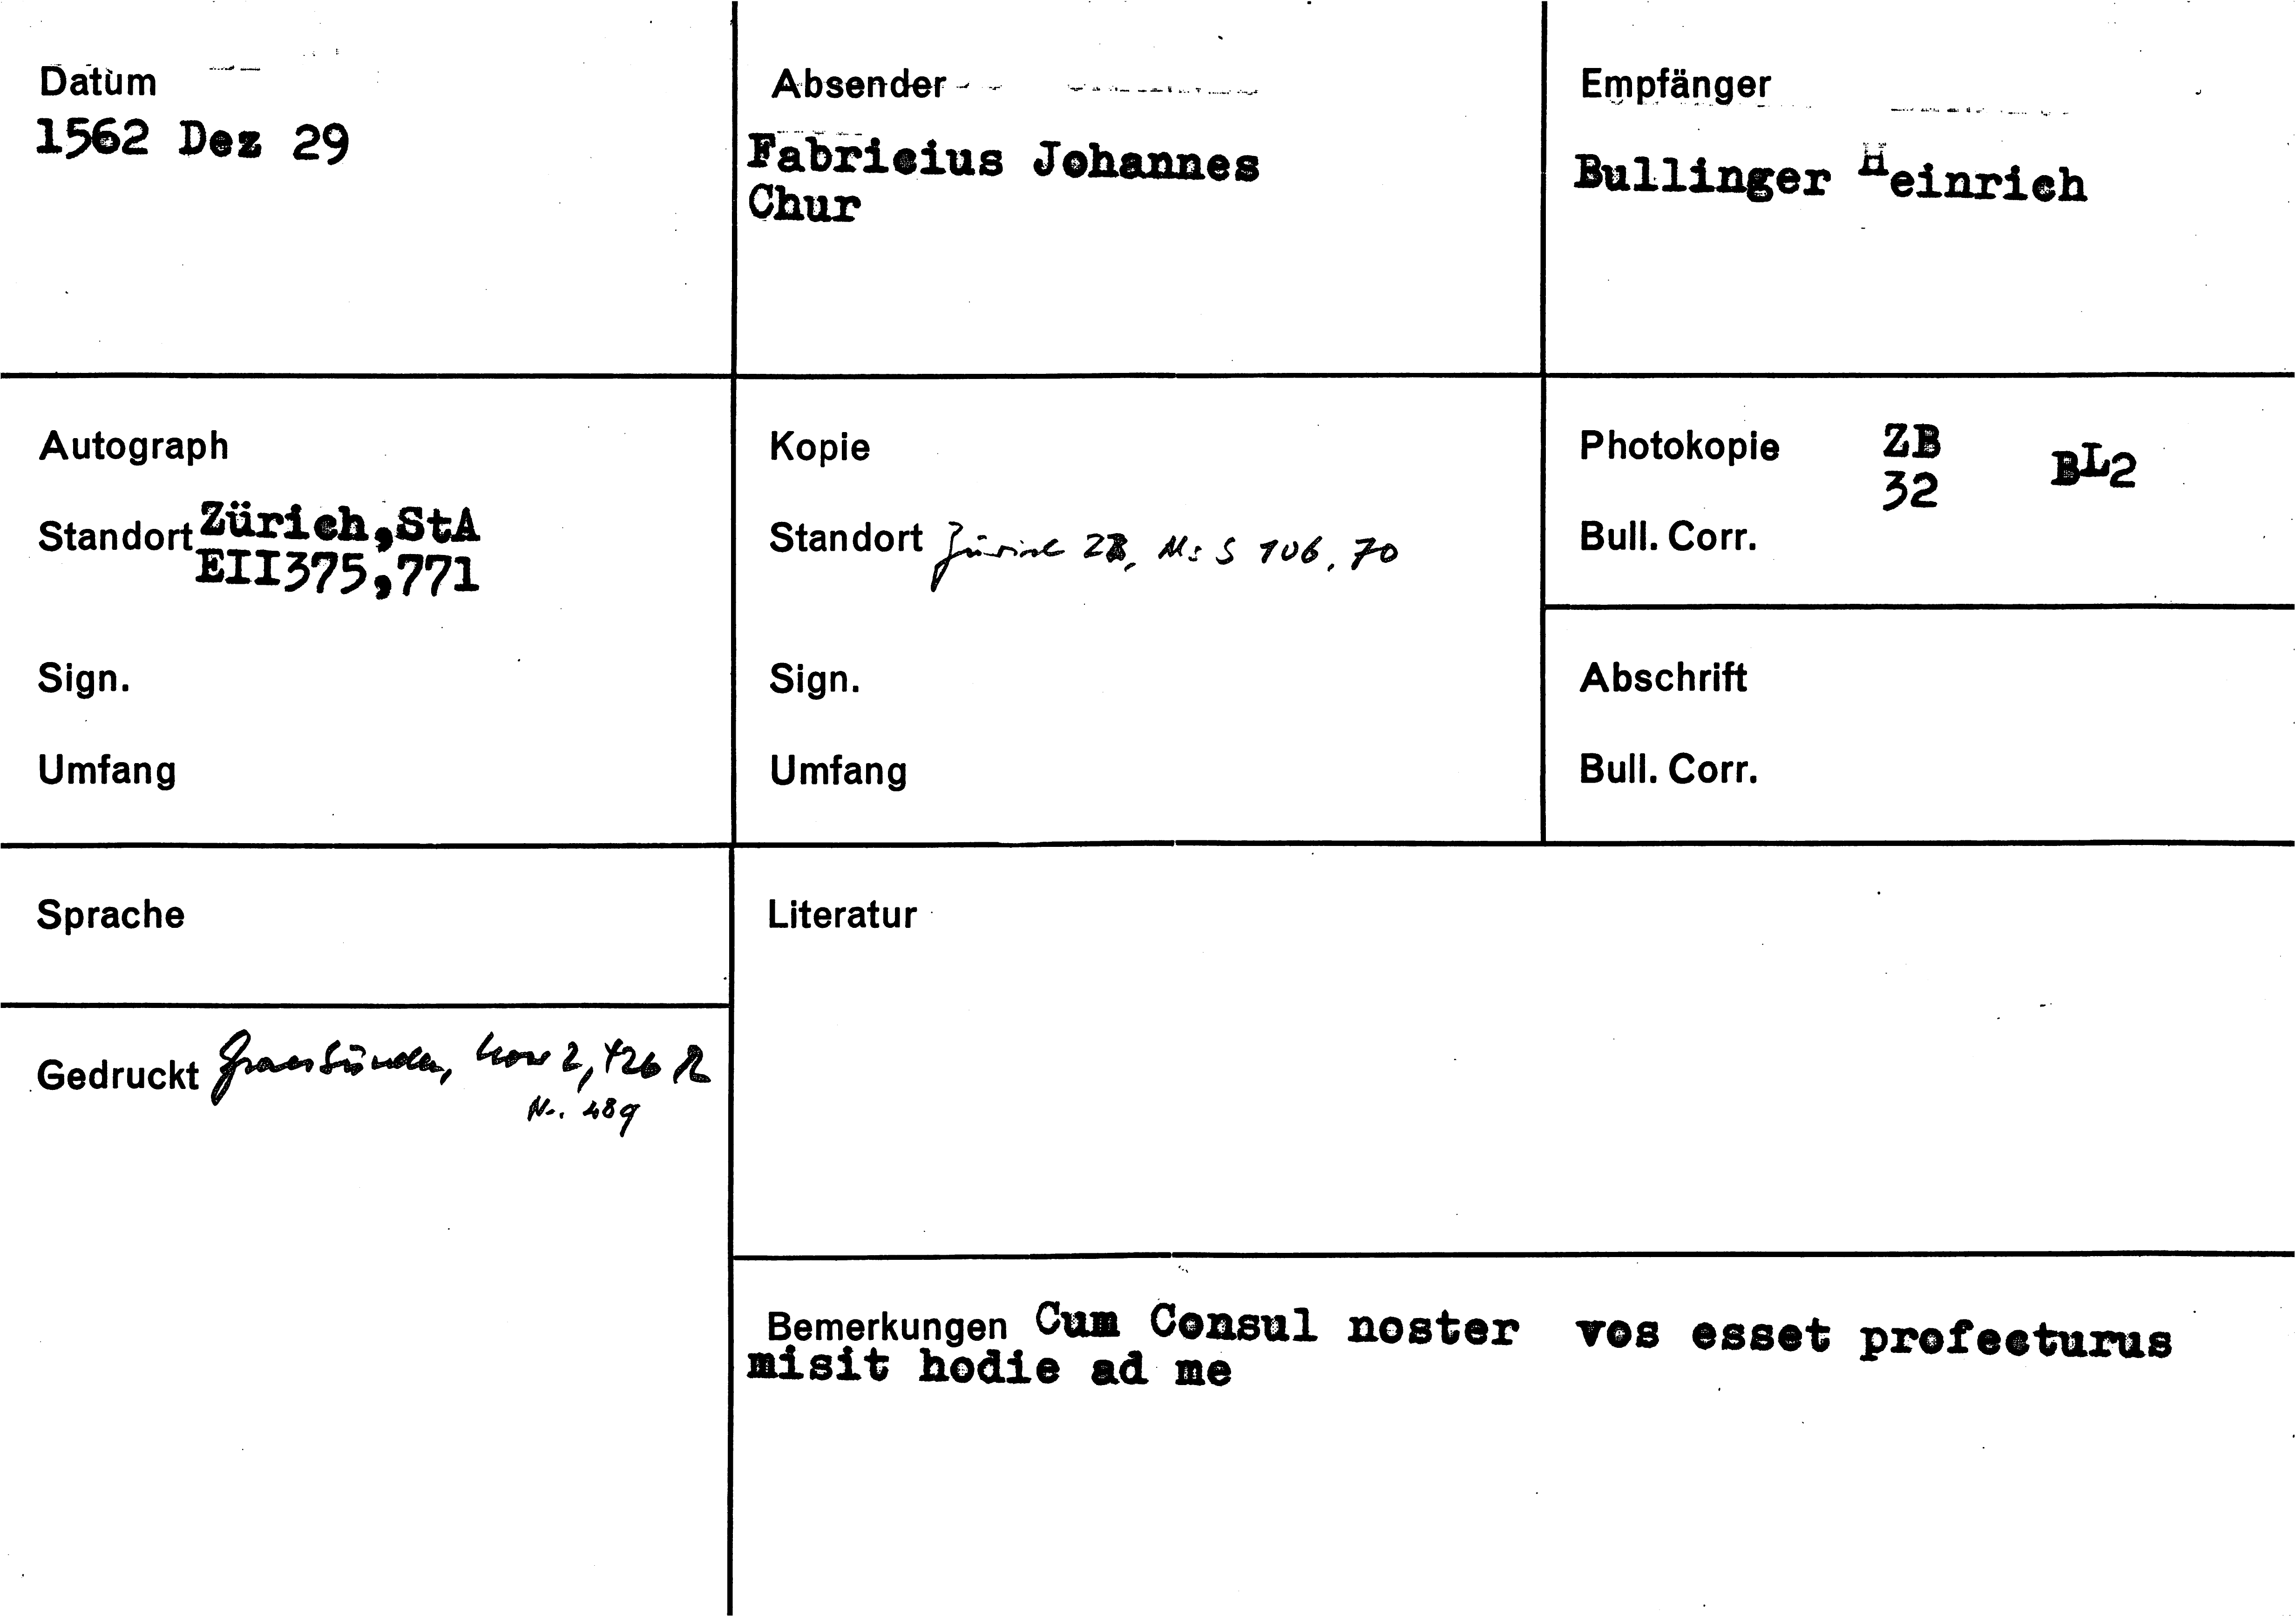 Datum
1562 Dez 29
Absender
Fabricius Johannes
Chur
Empfänger
Bullinger Heinrich
Autograph
Standort Zürich,StA
EII375,771
Sign.
Umfang
Kopie
Standort Zürich ZB, Ms S 106, 70
Sign.
Umfang
Photokopie ZB BL2
32
Bull. Corr.
Abschrift
Bull. Corr.
Sprache
Gedruckt Graubünden, Korr 2, 426
Nr. 489
Literatur
Bemerkungen Cum Consul noster vos esset profecturus
misit hodie ad me